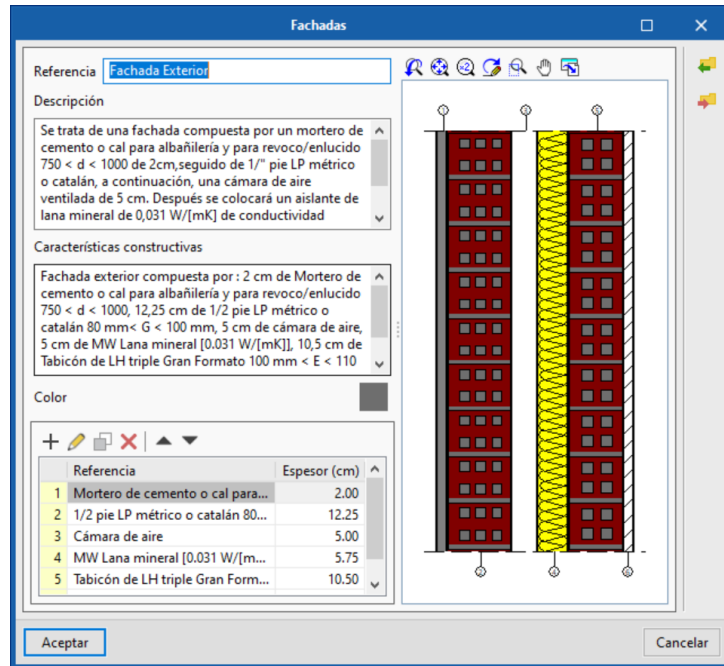 Fachadas
Referencia Fachada Exterior
Descripción
Se trata de una fachada compuesta por un mortero de
cemento o cal para albañilería y para revoco/enlucido
750 < d < 1000 de 2cm,seguido de 1/" pie LP métrico
o catalán, a continuación, una cámara de aire
ventilada de 5 cm. Después se colocará un aislante de
lana mineral de 0,031 W/[mK] de conductividad
Características constructivas
Fachada exterior compuesta por : 2 cm de Mortero de
cemento o cal para albañilería y para revoco/enlucido
750 < d < 1000, 12,25 cm de 1/2 pie LP métrico o
catalán 80 mm< G < 100 mm, 5 cm de cámara de aire,
5 cm de MW Lana mineral [0.031 W/[mK]], 10,5 cm de
Tabicón de LH triple Gran Formato 100 mm < E < 110
Color
Referencia Espesor (cm)
1 Mortero de cemento o cal para... 2.00
2 1/2 pie LP métrico o catalán 80... 12.25
3 Cámara de aire 5.00
4 MW Lana mineral [0.031 W/[m... 5.75
5 Tabicón de LH triple Gran Form... 10.50
x2
1 3 5
2 4 6
Aceptar Cancelar